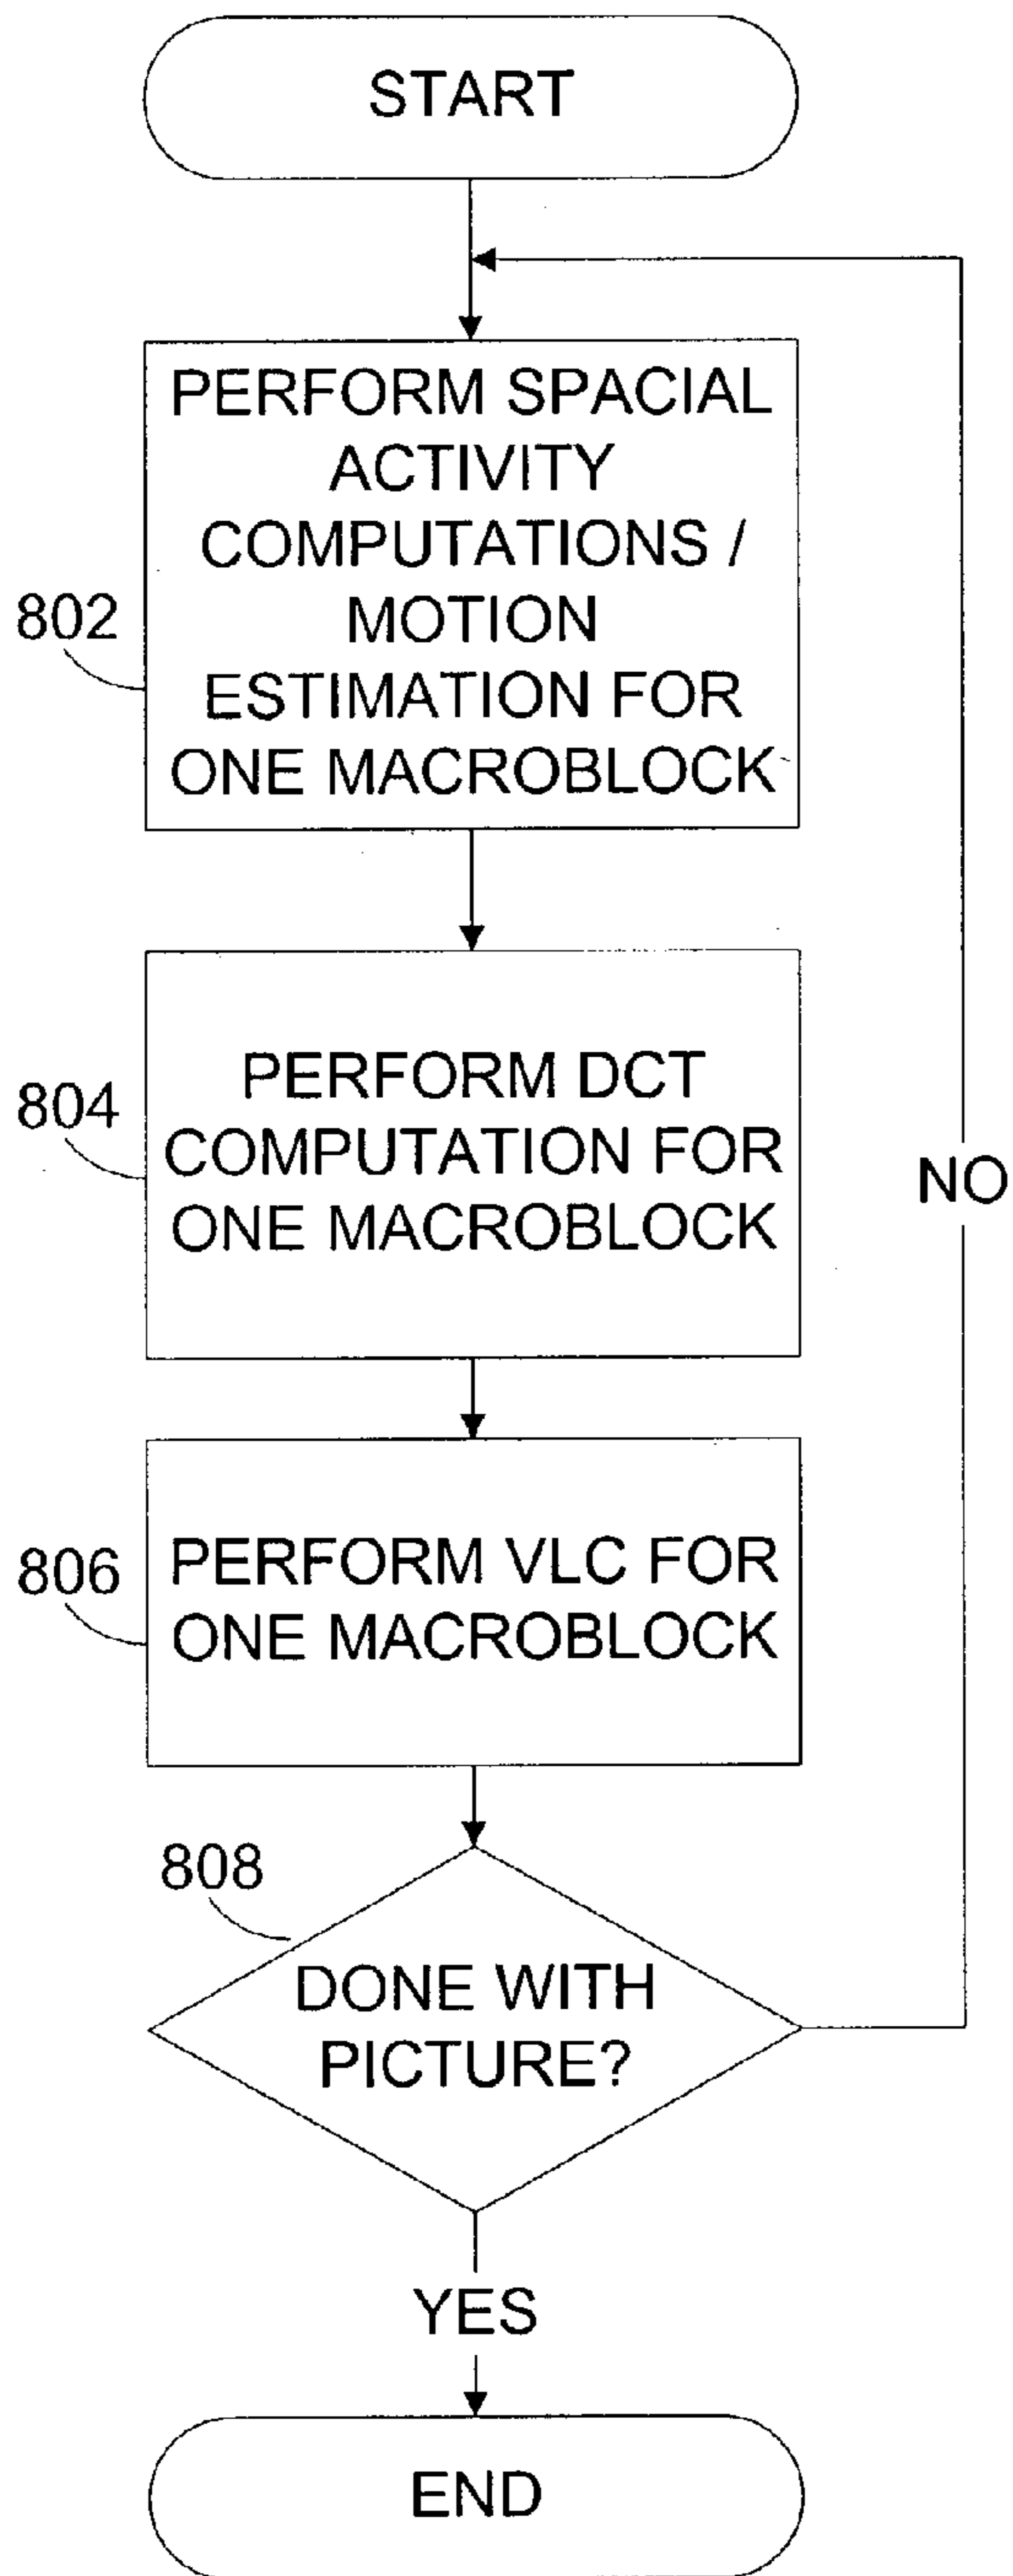 START
PERFORM SPACIAL
ACTIVITY
COMPUTATIONS /
MOTION
ESTIMATION FOR
ONE MACROBLOCK
802
PERFORM DCT
COMPUTATION FOR
ONE MACROBLOCK
804
NO
PERFORM VLC FOR
ONE MACROBLOCK
806
808
DONE WITH
PICTURE?
YES
END